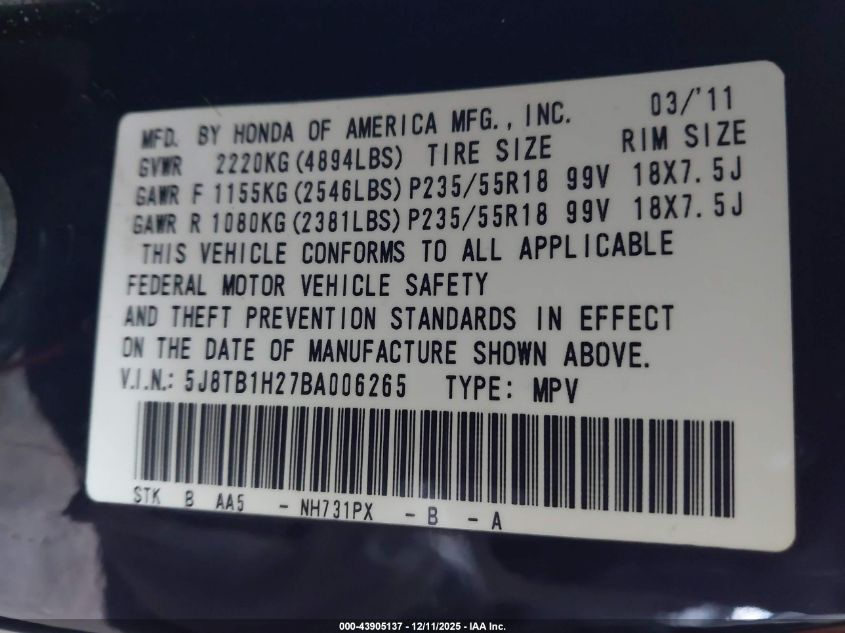 MFD. BY HONDA OF AMERICA MFG., INC. 03/'11
GVWR 2220KG (4894LBS) TIRE SIZE RIM SIZE
GAWR F 1155KG (2546LBS) P235/55R18 99V 18X7.5J
GAWR R 1080KG (2381LBS) P235/55R18 99V 18X7.5J
THIS VEHICLE CONFORMS TO ALL APPLICABLE
FEDERAL MOTOR VEHICLE SAFETY
AND THEFT PREVENTION STANDARDS IN EFFECT
ON THE DATE OF MANUFACTURE SHOWN ABOVE.
V.I.N.: 5J8TB1H27BA006265 TYPE: MPV
STK B AA5 - NH731PX - B - A
000-43905137 - 12/11/2025 - IAA Inc.